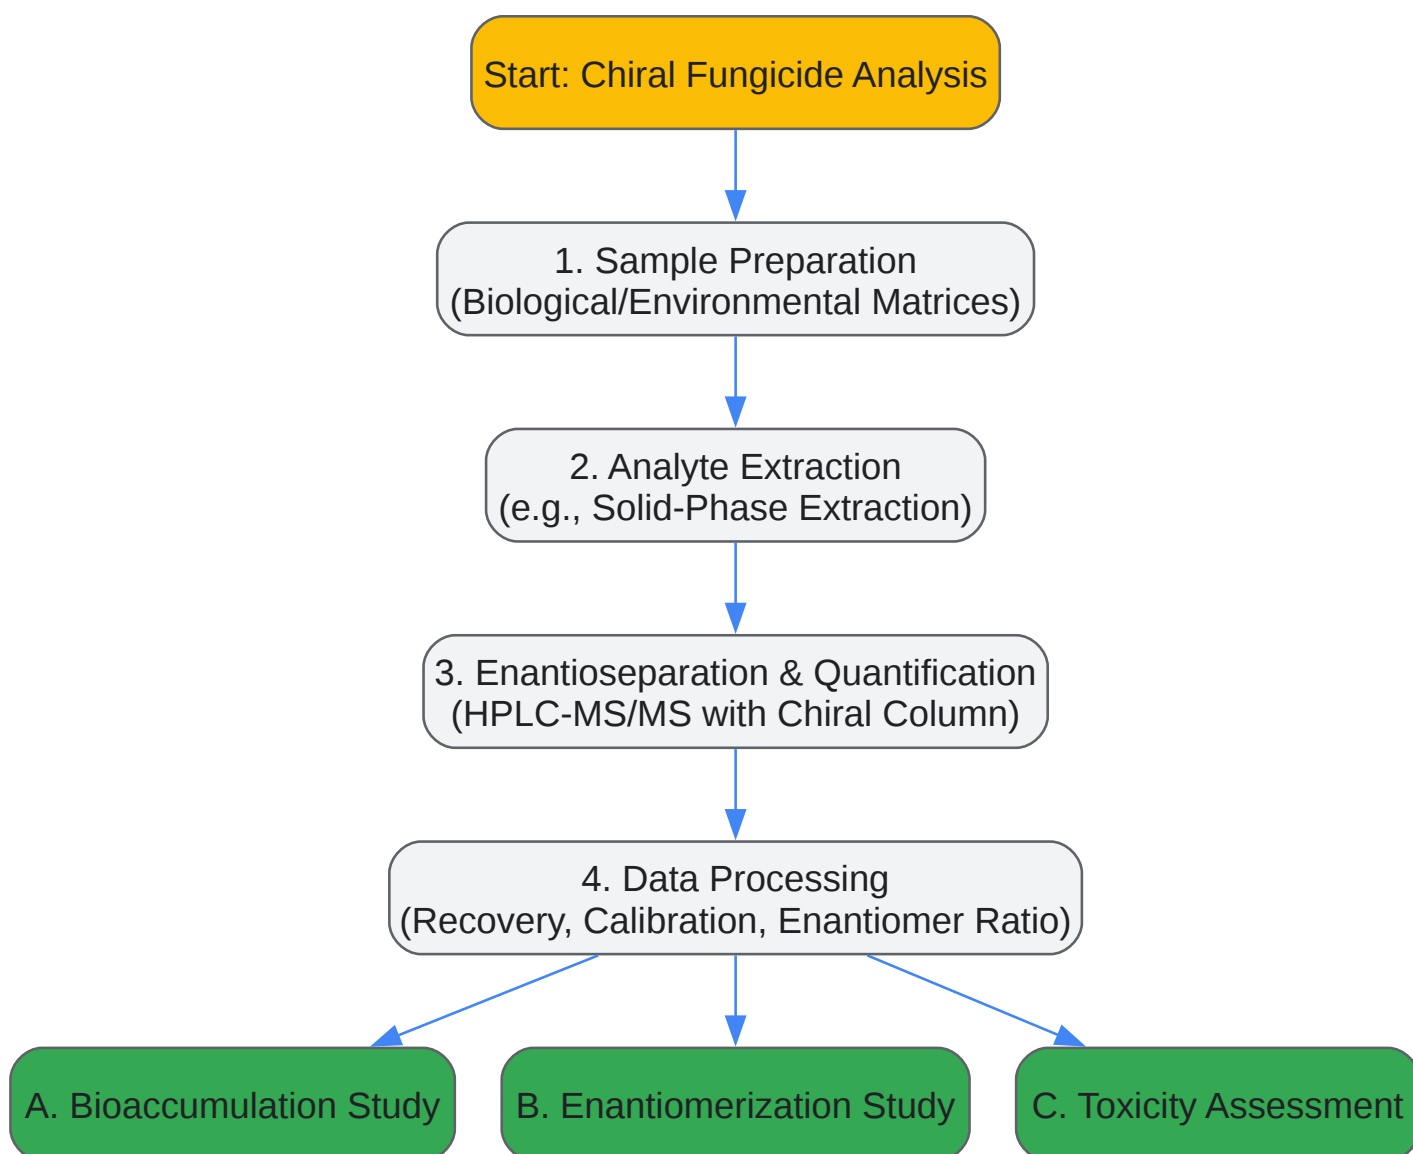 Start: Chiral Fungicide Analysis
1. Sample Preparation
(Biological/Environmental Matrices)
2. Analyte Extraction
(e.g., Solid-Phase Extraction)
3. Enantioseparation & Quantification
(HPLC-MS/MS with Chiral Column)
4. Data Processing
(Recovery, Calibration, Enantiomer Ratio)
A. Bioaccumulation Study
B. Enantiomerization Study
C. Toxicity Assessment